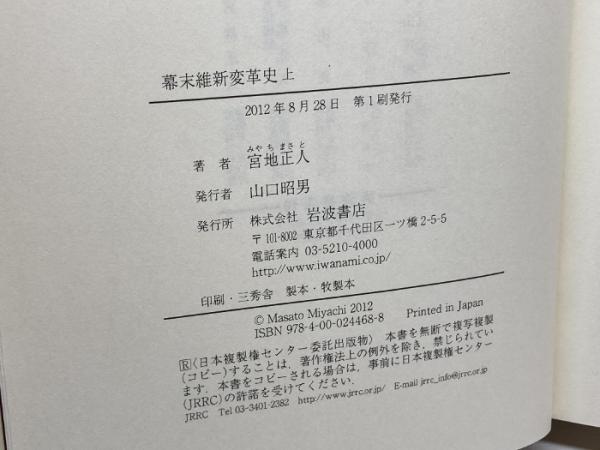 幕末維新変革史 上
2012年8月28日 第1刷発行
みやちまさと
著者 宮地正人
発行者 山口昭男
発行所 株式会社 岩波書店
〒101-8002 東京都千代田区一ツ橋2-5-5
電話案内 03-5210-4000
http://www.iwanami.co.jp/
印刷・三秀舎 製本・牧製本
© Masato Miyachi 2012
ISBN 978-4-00-024468-8 Printed in Japan
Ⓡ〈日本複製権センター委託出版物〉 本書を無断で複写複製
(コピー)することは，著作権法上の例外を除き，禁じられてい
ます．本書をコピーされる場合は，事前に日本複製権センター
(JRRC)の許諾を受けてください．
JRRC Tel 03-3401-2382 http://www.jrrc.or.jp/ E-mail jrrc_info@jrrc.or.jp